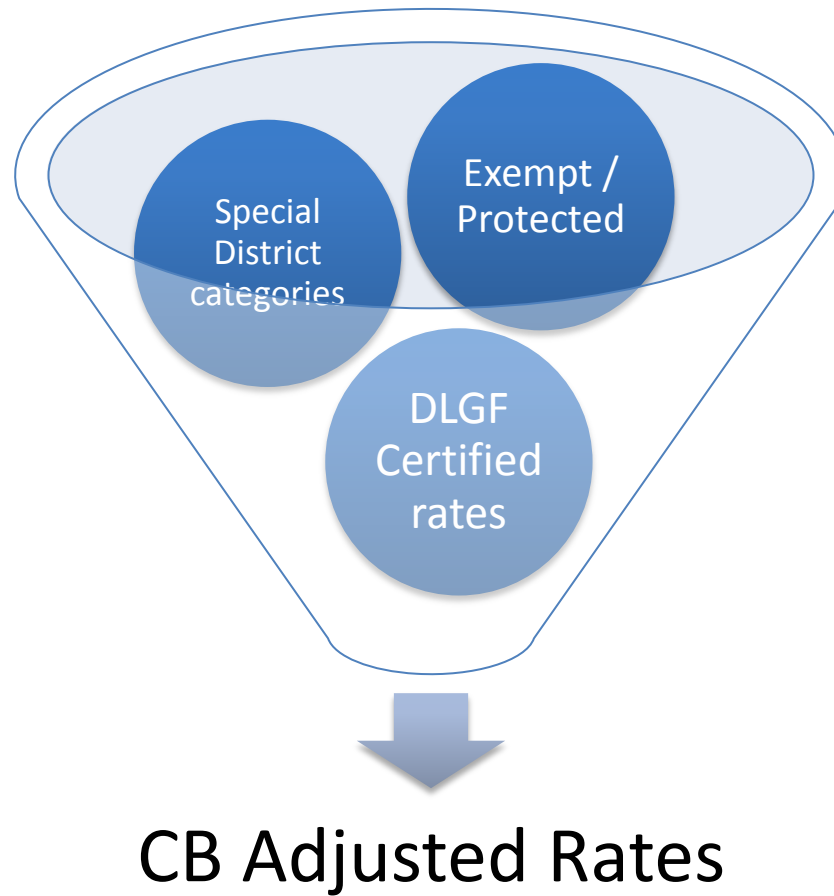 Exempt /
Protected
Special
District
categories
DLGF
Certified
rates
CB Adjusted Rates